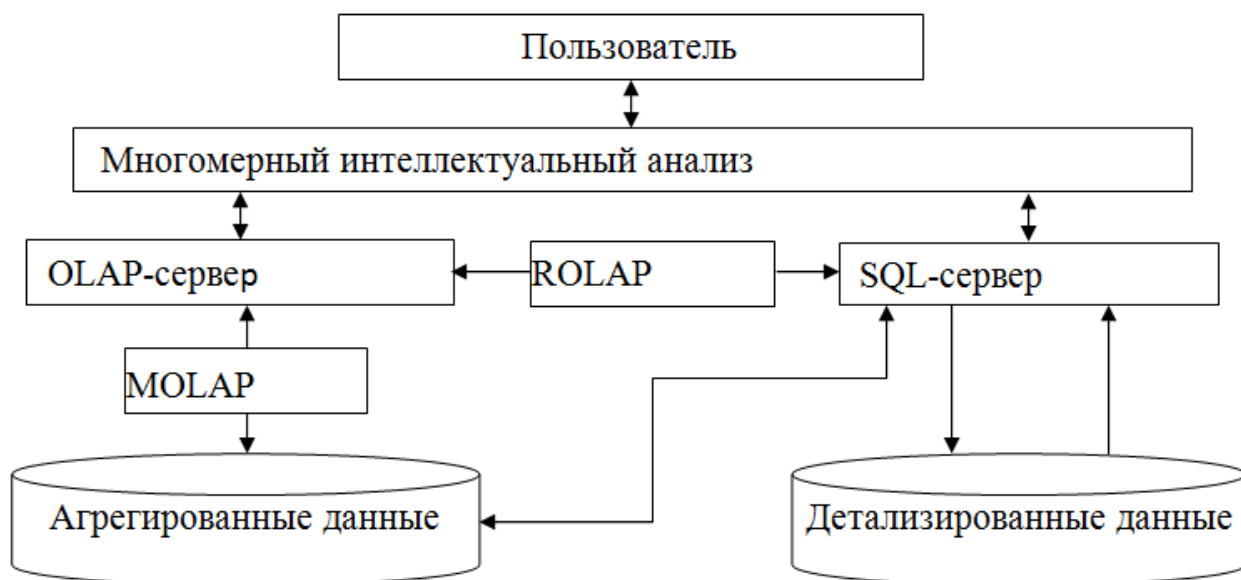 Пользователь
Многомерный интеллектуальный анализ
OLAP-сервер
ROLAP
SQL-сервер
MOLAP
Агрегированные данные
Детализированные данные